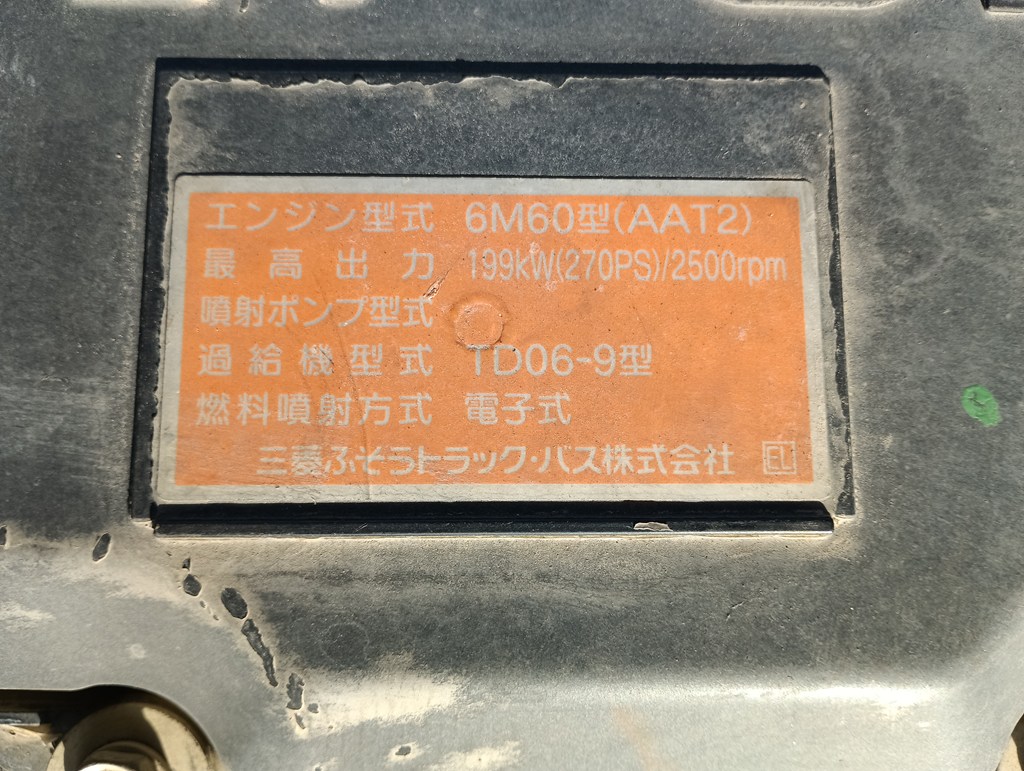 エンジン型式 6M60型(AAT2)
最高出力 199kW(270PS)/2500rpm
噴射ポンプ型式
過給機型式 TD06-9型
燃料噴射方式 電子式
三菱ふそうトラック・バス株式会社 EL